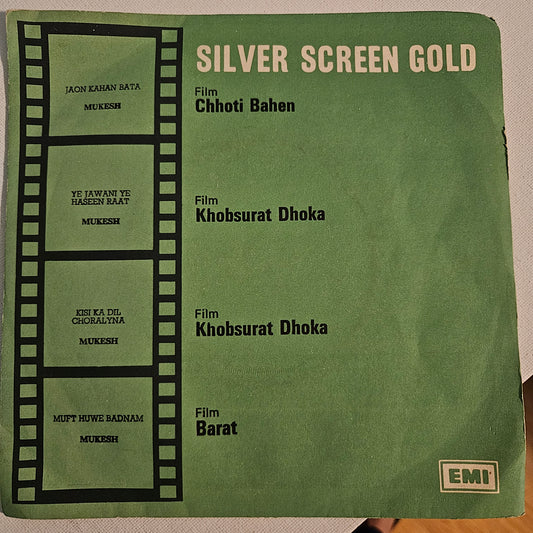 SILVER SCREEN GOLD
JAON KAHAN BATA
MUKESH
Film
Chhoti Bahen
YE JAWANI YE
HASEEN RAAT
MUKESH
Film
Khobsurat Dhoka
KISI KA DIL
CHORALYNA
MUKESH
Film
Khobsurat Dhoka
MUFT HUWE BADNAM
MUKESH
Film
Barat
EMI